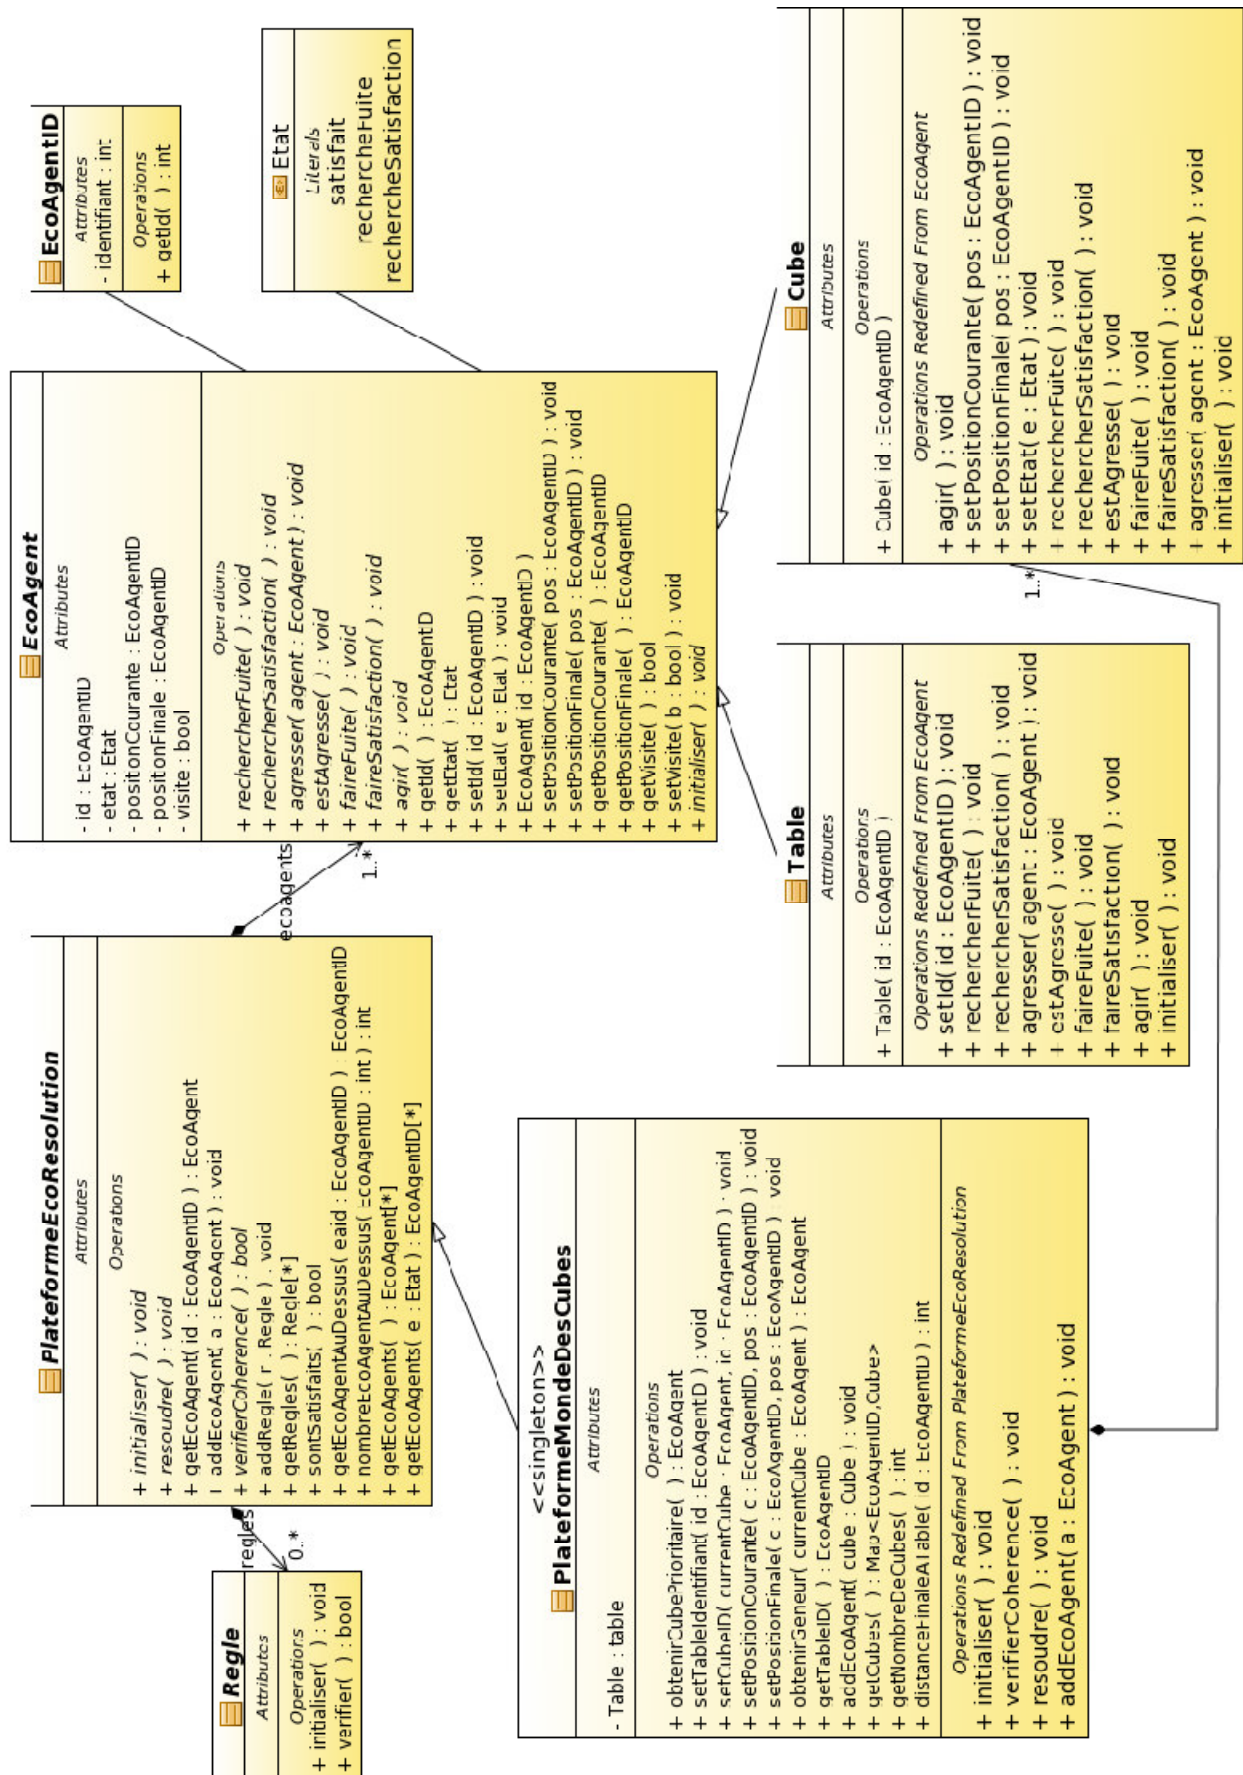 Regle
Attributes
Operations
+ initialiser( ) : void
+ verifier( ) : bool
regles
0..*
PlateformeEcoResolution
Attributes
Operations
+ initialiser( ) : void
+ resoudre( ) : void
+ getEcoAgent( id : EcoAgentID ) : EcoAgent
+ addEcoAgent( a : EcoAgent ) : void
+ verifierCoherence( ) : bool
+ addRegle( r : Regle ) : void
+ getRegles( ) : Regle[*]
+ sontSatisfaits( ) : bool
+ getEcoAgentAuDessus( eaid : EcoAgentID ) : EcoAgentID
+ nombreEcoAgentAuDessus( EcoAgentID : int ) : int
+ getEcoAgents( ) : EcoAgent[*]
+ getEcoAgents( e : Etat ) : EcoAgentID[*]
ecoagents
1..*
EcoAgent
Attributes
- id : EcoAgentID
- etat : Etat
- positonCourante : EcoAgentID
- positionFinale : EcoAgentID
- visite : bool
Operations
+ rechercherFuite( ) : void
+ rechercherSatisfaction( ) : void
+ agresser( agent : EcoAgent ) : void
+ estAgresse( ) : void
+ faireFuite( ) : void
+ faireSatisfaction( ) : void
+ agir( ) : void
+ getId( ) : EcoAgentID
+ getEtat( ) : Etat
+ setId( id : EcoAgentID ) : void
+ setEtat( e : Etat ) : void
+ EcoAgent( id : EcoAgentID )
+ setPositionCourante( pos : EcoAgentID ) : void
+ setPositionFinale( pos : EcoAgentID ) : void
+ getPositionCourante( ) : EcoAgentID
+ getPositionFinale( ) : EcoAgentID
+ getVisite( ) : bool
+ setVisite( b : bool ) : void
+ initialiser( ) : void
EcoAgentID
Attributes
- identifiant : int
Operations
+ getId( ) : int
<E> Etat
Literals
satisfait
rechercheFuite
rechercheSatisfaction
<<singleton>>
PlateformeMondeDesCubes
Attributes
- Table : table
Operations
+ obtenirCubePrioritaire( ) : EcoAgent
+ setTableIdentifiant( id : EcoAgentID ) : void
+ setCubeID( currentCube : EcoAgent, id : EcoAgentID ) : void
+ setPositionCourante( c : EcoAgentID, pos : EcoAgentID ) : void
+ setPositionFinale( c : EcoAgentID, pos : EcoAgentID ) : void
+ obtenirGeneur( currentCube : EcoAgent ) : EcoAgent
+ getTableID( ) : EcoAgentID
+ addEcoAgent( cube : Cube ) : void
+ getCubes( ) : Map<EcoAgentID,Cube>
+ getNombreDeCubes( ) : int
+ distanceFinaleATable( id : EcoAgentID ) : int
Operations Redefined From PlateformeEcoResolution
+ initialiser( ) : void
+ verifierCoherence( ) : void
+ resoudre( ) : void
+ addEcoAgent( a : EcoAgent ) : void
Table
Attributes
Operations
+ Table( id : EcoAgentID )
Operations Redefined From EcoAgent
+ setId( id : EcoAgentID ) : void
+ rechercherFuite( ) : void
+ rechercherSatisfaction( ) : void
+ agresser( agent : EcoAgent ) : void
+ estAgresse( ) : void
+ faireFuite( ) : void
+ faireSatisfaction( ) : void
+ agir( ) : void
+ initialiser( ) : void
1..*
Cube
Attributes
Operations
+ Cube( id : EcoAgentID )
Operations Redefined From EcoAgent
+ agir( ) : void
+ setPositionCourante( pos : EcoAgentID ) : void
+ setPositionFinale( pos : EcoAgentID ) : void
+ setEtat( e : Etat ) : void
+ rechercherFuite( ) : void
+ rechercherSatisfaction( ) : void
+ estAgresse( ) : void
+ faireFuite( ) : void
+ faireSatisfaction( ) : void
+ agresser( agent : EcoAgent ) : void
+ initialiser( ) : void